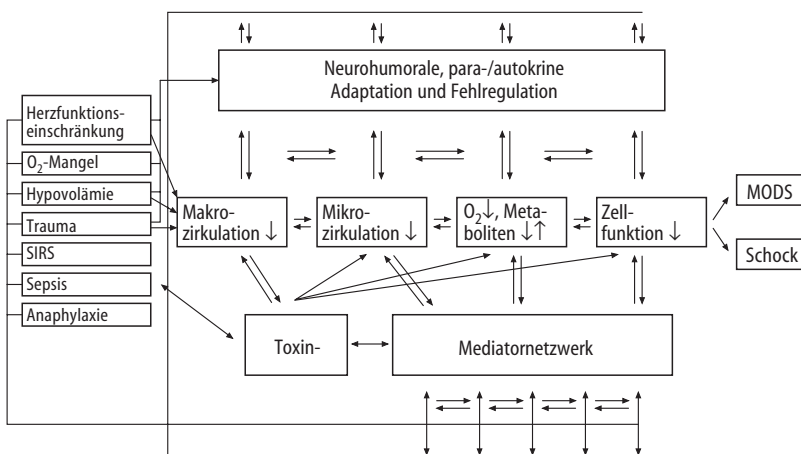 Neurohumorale, para-/autokrine
Adaptation und Fehlregulation
Herzfunktions-
einschränkung
O₂-Mangel
Hypovolämie
Trauma
SIRS
Sepsis
Anaphylaxie
Makro-
zirkulation ↓
Mikro-
zirkulation ↓
O₂↓, Meta-
boliten ↓↑
Zell-
funktion ↓
MODS
Schock
Toxin-
Mediatornetzwerk